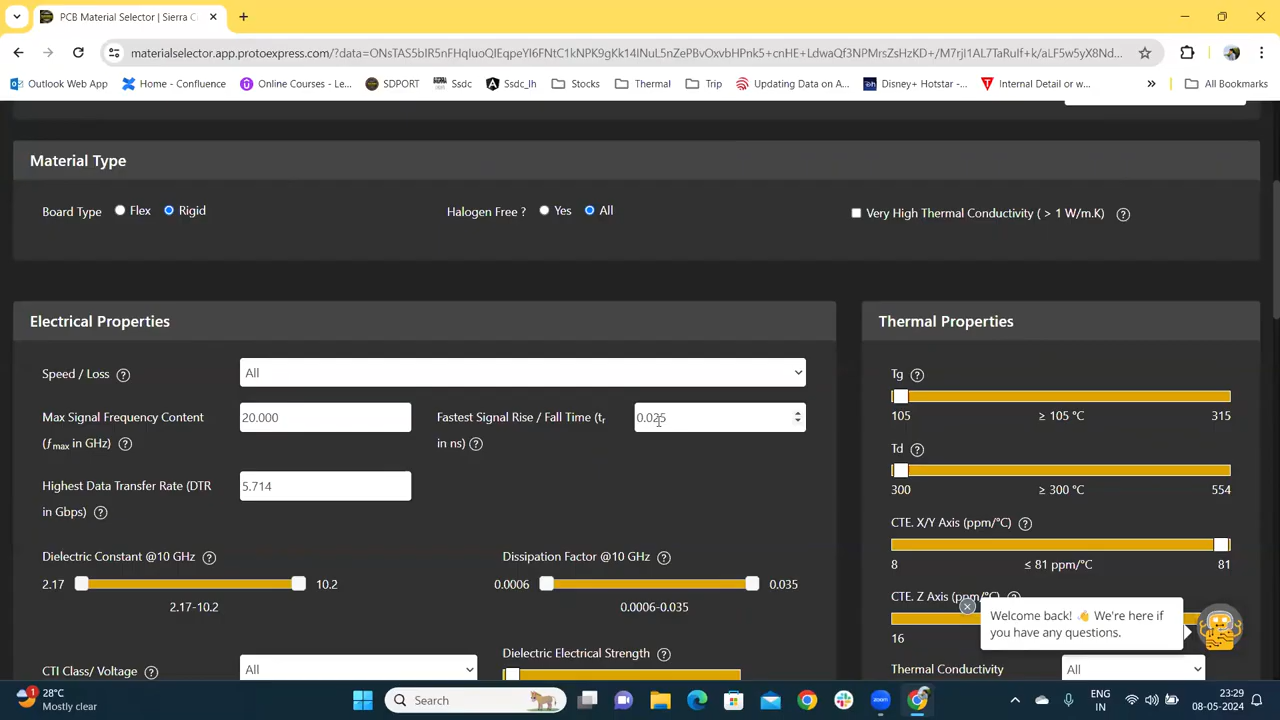 PCB Material Selector | Sierra C
materialselector.app.protoexpress.com/?data=
Outlook Web App
Home - Confluence
Online Courses - Le...
SDPORT
Ssdc
Ssdc_lh
Stocks
Thermal
Trip
Updating Data on A...
Disney+ Hotstar -...
Internal Detail or w...
All Bookmarks
Material Type
Board Type Flex Rigid
Halogen Free ? Yes All
Very High Thermal Conductivity ( > 1 W/m.K) ?
Electrical Properties
Speed / Loss ? All
Max Signal Frequency Content 20.000
(ƒmax in GHz) ?
Fastest Signal Rise / Fall Time (tr 0.025
in ns) ?
Highest Data Transfer Rate (DTR 5.714
in Gbps) ?
Dielectric Constant @10 GHz ?
2.17 10.2
2.17-10.2
Dissipation Factor @10 GHz ?
0.0006 0.035
0.0006-0.035
CTI Class/ Voltage ? All
Dielectric Electrical Strength ?
Thermal Properties
Tg ?
105 ≥ 105 °C 315
Td ?
300 ≥ 300 °C 554
CTE. X/Y Axis (ppm/°C) ?
8 ≤ 81 ppm/°C 81
CTE. Z Axis (ppm/°C) ?
16
Thermal Conductivity All
Welcome back! 👋 We're here if
you have any questions.
1
28°C
Mostly clear
Search
zoom
ENG
IN
23:29
08-05-2024